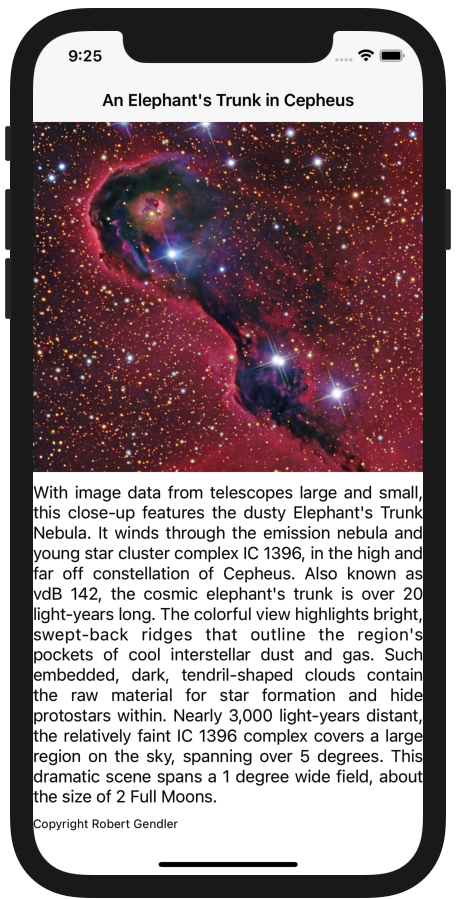 9:25
An Elephant's Trunk in Cepheus
With image data from telescopes large and small,
this close-up features the dusty Elephant's Trunk
Nebula. It winds through the emission nebula and
young star cluster complex IC 1396, in the high and
far off constellation of Cepheus. Also known as
vdB 142, the cosmic elephant's trunk is over 20
light-years long. The colorful view highlights bright,
swept-back ridges that outline the region's
pockets of cool interstellar dust and gas. Such
embedded, dark, tendril-shaped clouds contain
the raw material for star formation and hide
protostars within. Nearly 3,000 light-years distant,
the relatively faint IC 1396 complex covers a large
region on the sky, spanning over 5 degrees. This
dramatic scene spans a 1 degree wide field, about
the size of 2 Full Moons.
Copyright Robert Gendler